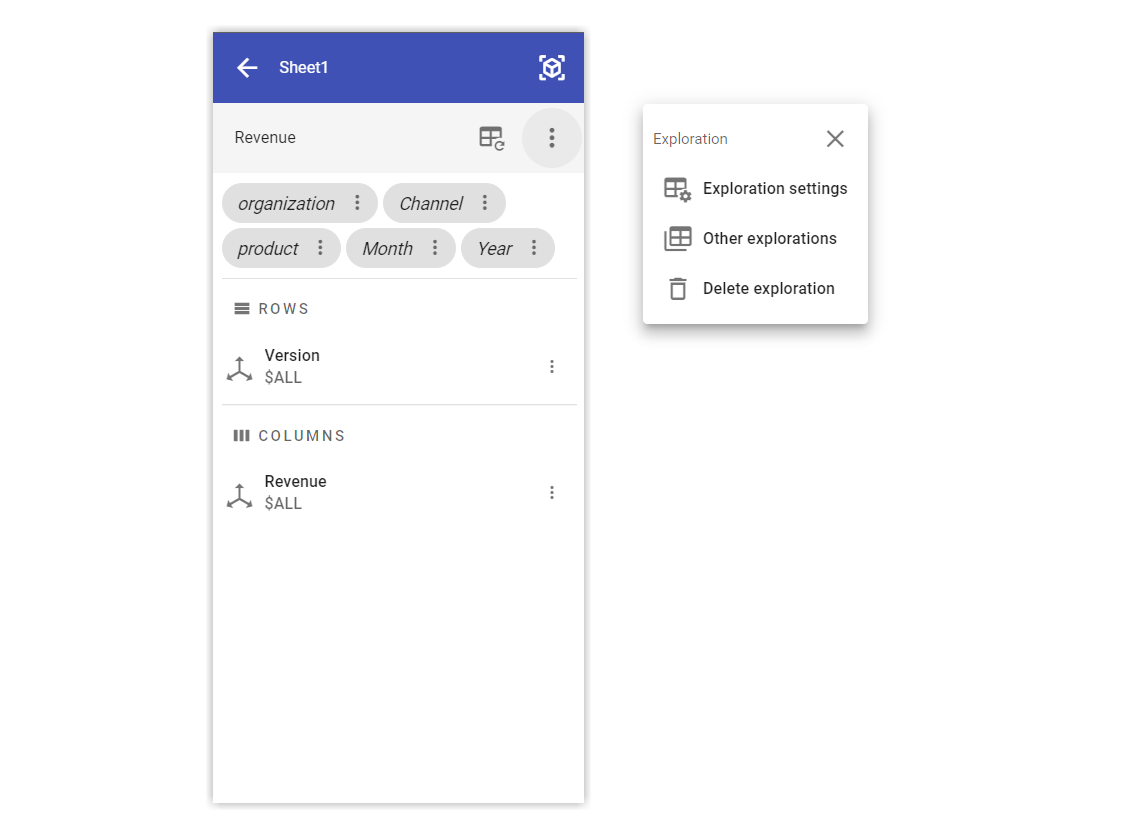 Sheet1
Revenue
organization Channel
product Month Year
ROWS
Version
$ALL
COLUMNS
Revenue
$ALL
Exploration
Exploration settings
Other explorations
Delete exploration